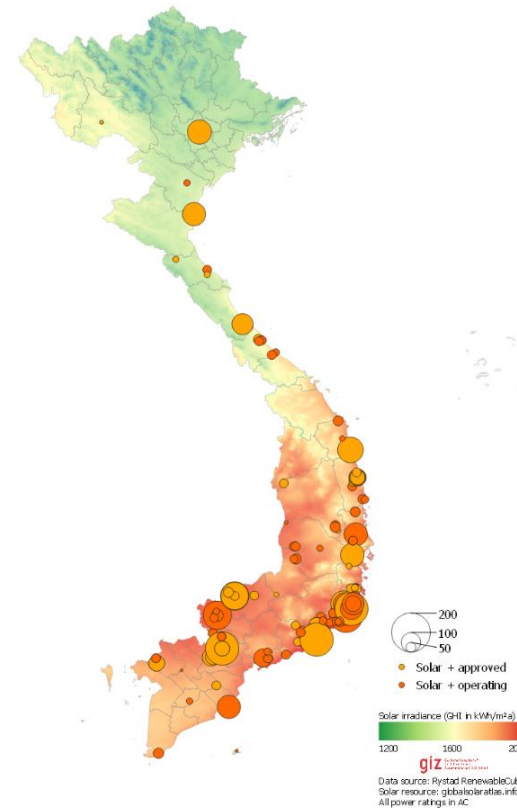 200
100
50
Solar + approved
Solar + operating
Solar irradiance (GHI in kWh/m²a)
1200 1600 20
giz
Data source: Rystad RenewableCub
Solar resource: globalsolaratlas.info
All power ratings in AC